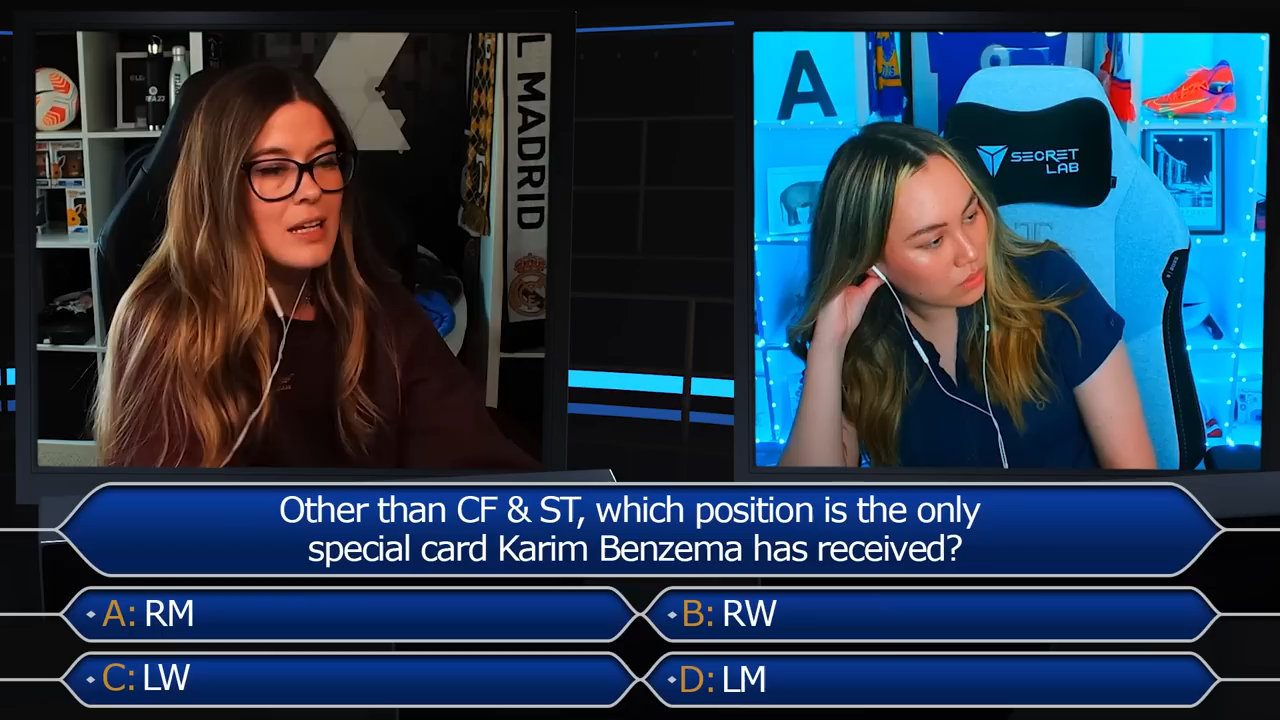 L MADRID
A
SECRET
LAB
Other than CF & ST, which position is the only
special card Karim Benzema has received?
A: RM
B: RW
C: LW
D: LM